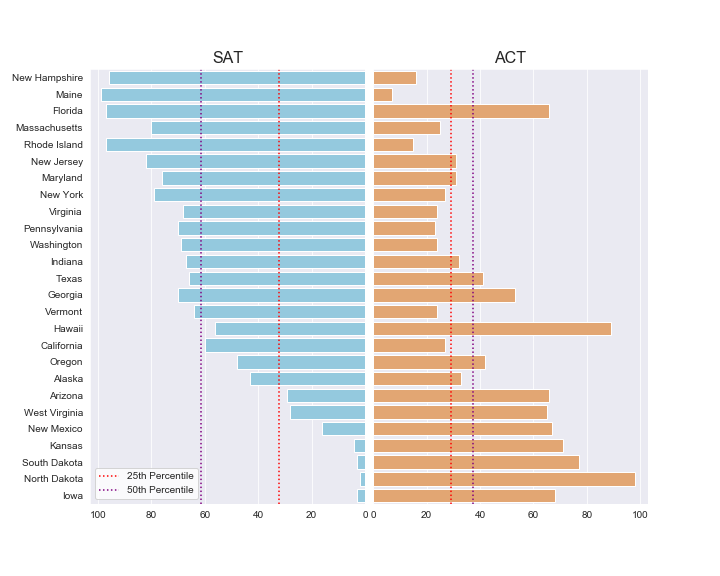 SAT
ACT
New Hampshire
Maine
Florida
Massachusetts
Rhode Island
New Jersey
Maryland
New York
Virginia
Pennsylvania
Washington
Indiana
Texas
Georgia
Vermont
Hawaii
California
Oregon
Alaska
Arizona
West Virginia
New Mexico
Kansas
South Dakota
North Dakota
Iowa
25th Percentile
50th Percentile
100 80 60 40 20 0
0 20 40 60 80 100